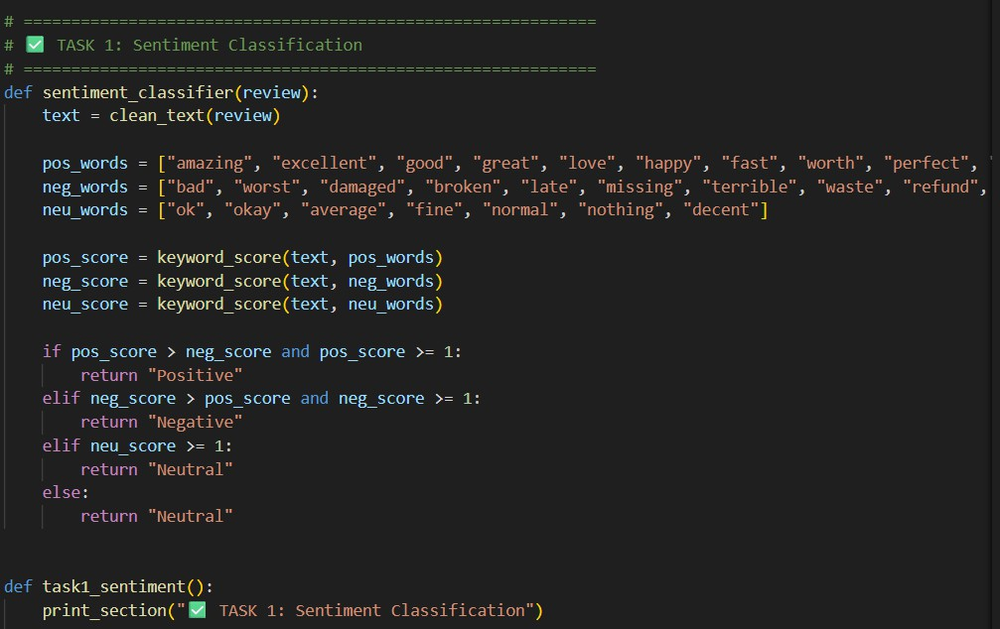 # ============================================================
# ✅ TASK 1: Sentiment Classification
# ============================================================
def sentiment_classifier(review):
    text = clean_text(review)

    pos_words = ["amazing", "excellent", "good", "great", "love", "happy", "fast", "worth", "perfect",
    neg_words = ["bad", "worst", "damaged", "broken", "late", "missing", "terrible", "waste", "refund",
    neu_words = ["ok", "okay", "average", "fine", "normal", "nothing", "decent"]

    pos_score = keyword_score(text, pos_words)
    neg_score = keyword_score(text, neg_words)
    neu_score = keyword_score(text, neu_words)

    if pos_score > neg_score and pos_score >= 1:
        return "Positive"
    elif neg_score > pos_score and neg_score >= 1:
        return "Negative"
    elif neu_score >= 1:
        return "Neutral"
    else:
        return "Neutral"


def task1_sentiment():
    print_section("✅ TASK 1: Sentiment Classification")